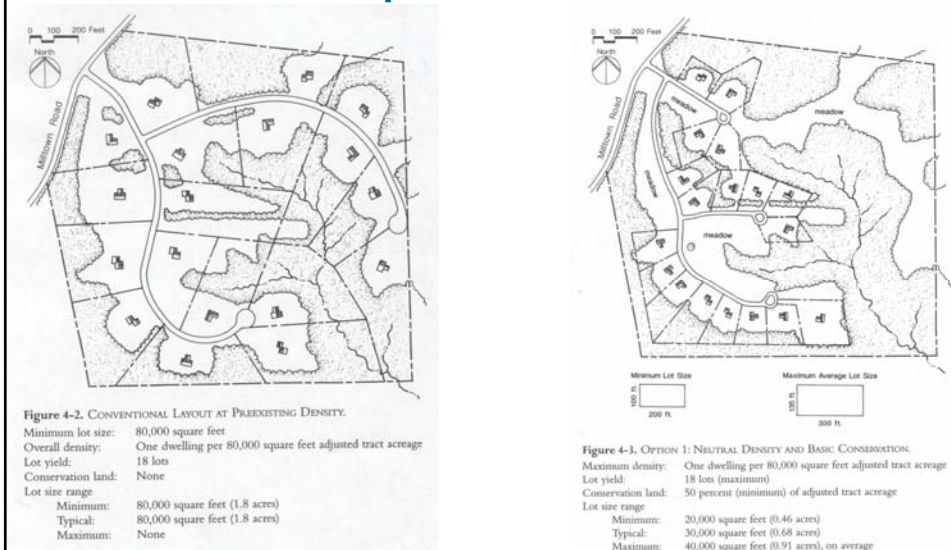 0 100 200 Feet
North
Milltown Road
Figure 4-2. CONVENTIONAL LAYOUT AT PREEXISTING DENSITY.
Minimum lot size: 80,000 square feet
Overall density: One dwelling per 80,000 square feet adjusted tract acreage
Lot yield: 18 lots
Conservation land: None
Lot size range
Minimum: 80,000 square feet (1.8 acres)
Typical: 80,000 square feet (1.8 acres)
Maximum: None
0 100 200 Feet
North
Milltown Road
meadow
meadow
meadow
meadow
Minimum Lot Size
100 ft.
200 ft.
Maximum Average Lot Size
135 ft.
300 ft.
Figure 4-3. OPTION 1: NEUTRAL DENSITY AND BASIC CONSERVATION.
Maximum density: One dwelling per 80,000 square feet adjusted tract acreage
Lot yield: 18 lots (maximum)
Conservation land: 50 percent (minimum) of adjusted tract acreage
Lot size range
Minimum: 20,000 square feet (0.46 acres)
Typical: 30,000 square feet (0.68 acres)
Maximum: 40,000 square feet (0.91 acres), on average